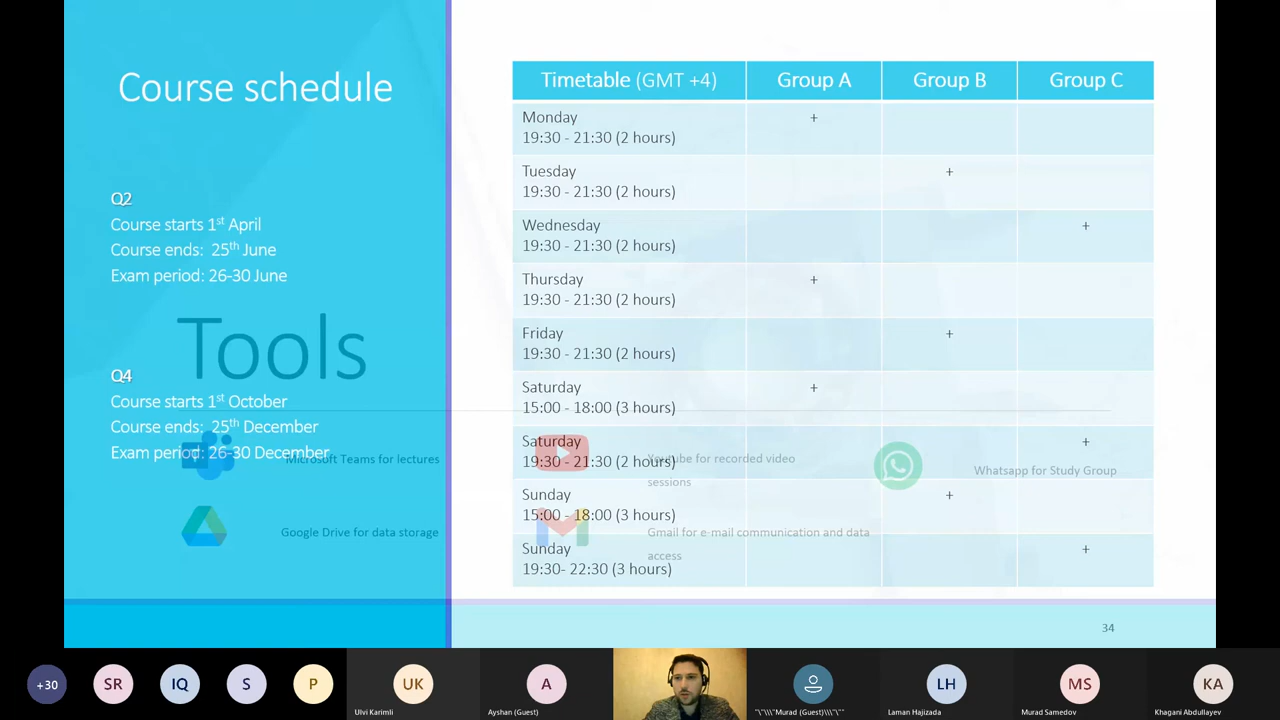 Course schedule
Q2
Course starts 1st April
Course ends: 25th June
Exam period: 26-30 June
Tools
Q4
Course starts 1st October
Course ends: 25th December
Exam period: 26-30 December
Microsoft Teams for lectures
Google Drive for data storage
Timetable (GMT +4) Group A Group B Group C
Monday
19:30 - 21:30 (2 hours) +
Tuesday
19:30 - 21:30 (2 hours) +
Wednesday
19:30 - 21:30 (2 hours) +
Thursday
19:30 - 21:30 (2 hours) +
Friday
19:30 - 21:30 (2 hours) +
Saturday
15:00 - 18:00 (3 hours) +
Saturday
19:30 - 21:30 (2 hours) +
Sunday
15:00 - 18:00 (3 hours) +
Sunday
19:30- 22:30 (3 hours) +
Youtube for recorded video
sessions
Whatsapp for Study Group
Gmail for e-mail communication and data
access
34
+30 SR IQ S P UK A LH MS KA
Ulvi Karimli
Ayshan (Guest)
"\"\\\"Murad (Guest)\\\"\"
Laman Hajizada
Murad Samedov
Khagani Abdullayev